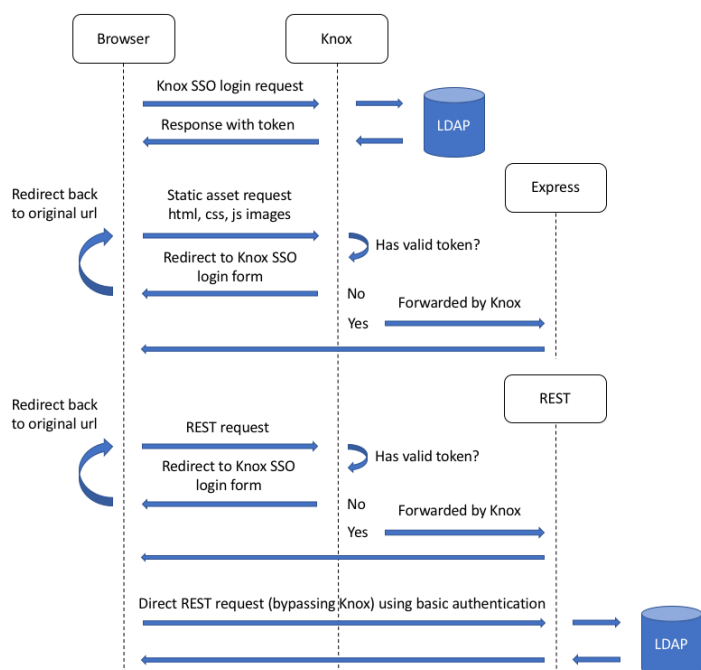 Browser
Knox
Knox SSO login request
Response with token
LDAP
Express
Redirect back
to original url
Static asset request
html, css, js images
Has valid token?
Redirect to Knox SSO
login form
No
Yes
Forwarded by Knox
REST
Redirect back
to original url
REST request
Has valid token?
Redirect to Knox SSO
login form
No
Yes
Forwarded by Knox
Direct REST request (bypassing Knox) using basic authentication
LDAP